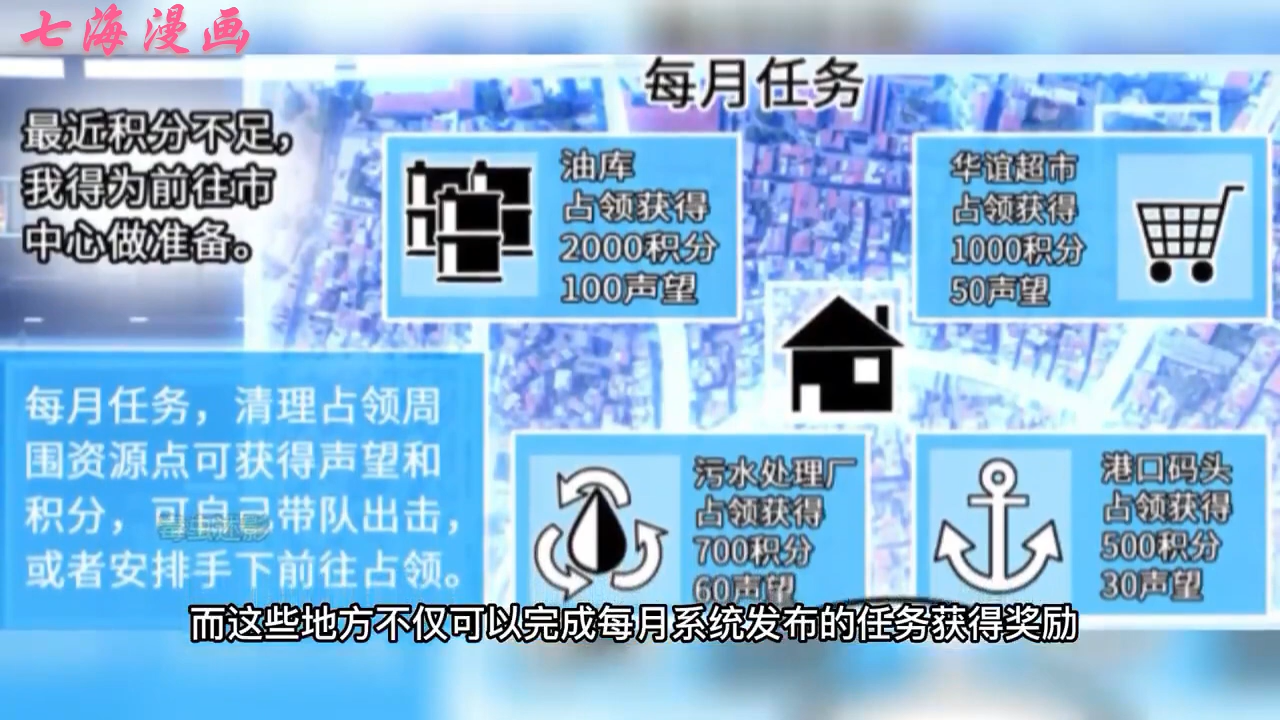 七海漫画
每月任务
最近积分不足，
我得为前往市
中心做准备。
油库
占领获得
2000积分
100声望
华谊超市
占领获得
1000积分
50声望
每月任务，清理占领周
围资源点可获得声望和
积分，可自己带队出击，
或者安排手下前往占领。
污水处理厂
占领获得
700积分
60声望
港口码头
占领获得
500积分
30声望
而这些地方不仅可以完成每月系统发布的任务获得奖励